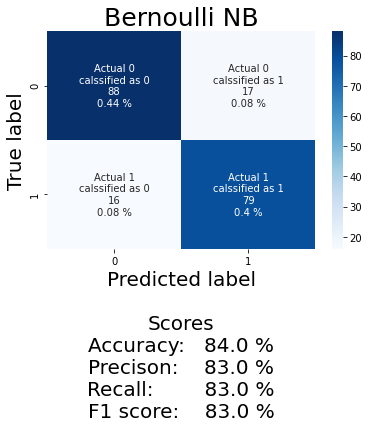 Bernoulli NB
Actual 0
calssified as 0
88
0.44 %
Actual 0
calssified as 1
17
0.08 %
Actual 1
calssified as 0
16
0.08 %
Actual 1
calssified as 1
79
0.4 %
True label
0
1
0
1
Predicted label
80
70
60
50
40
30
20
Scores
Accuracy: 84.0 %
Precison: 83.0 %
Recall: 83.0 %
F1 score: 83.0 %